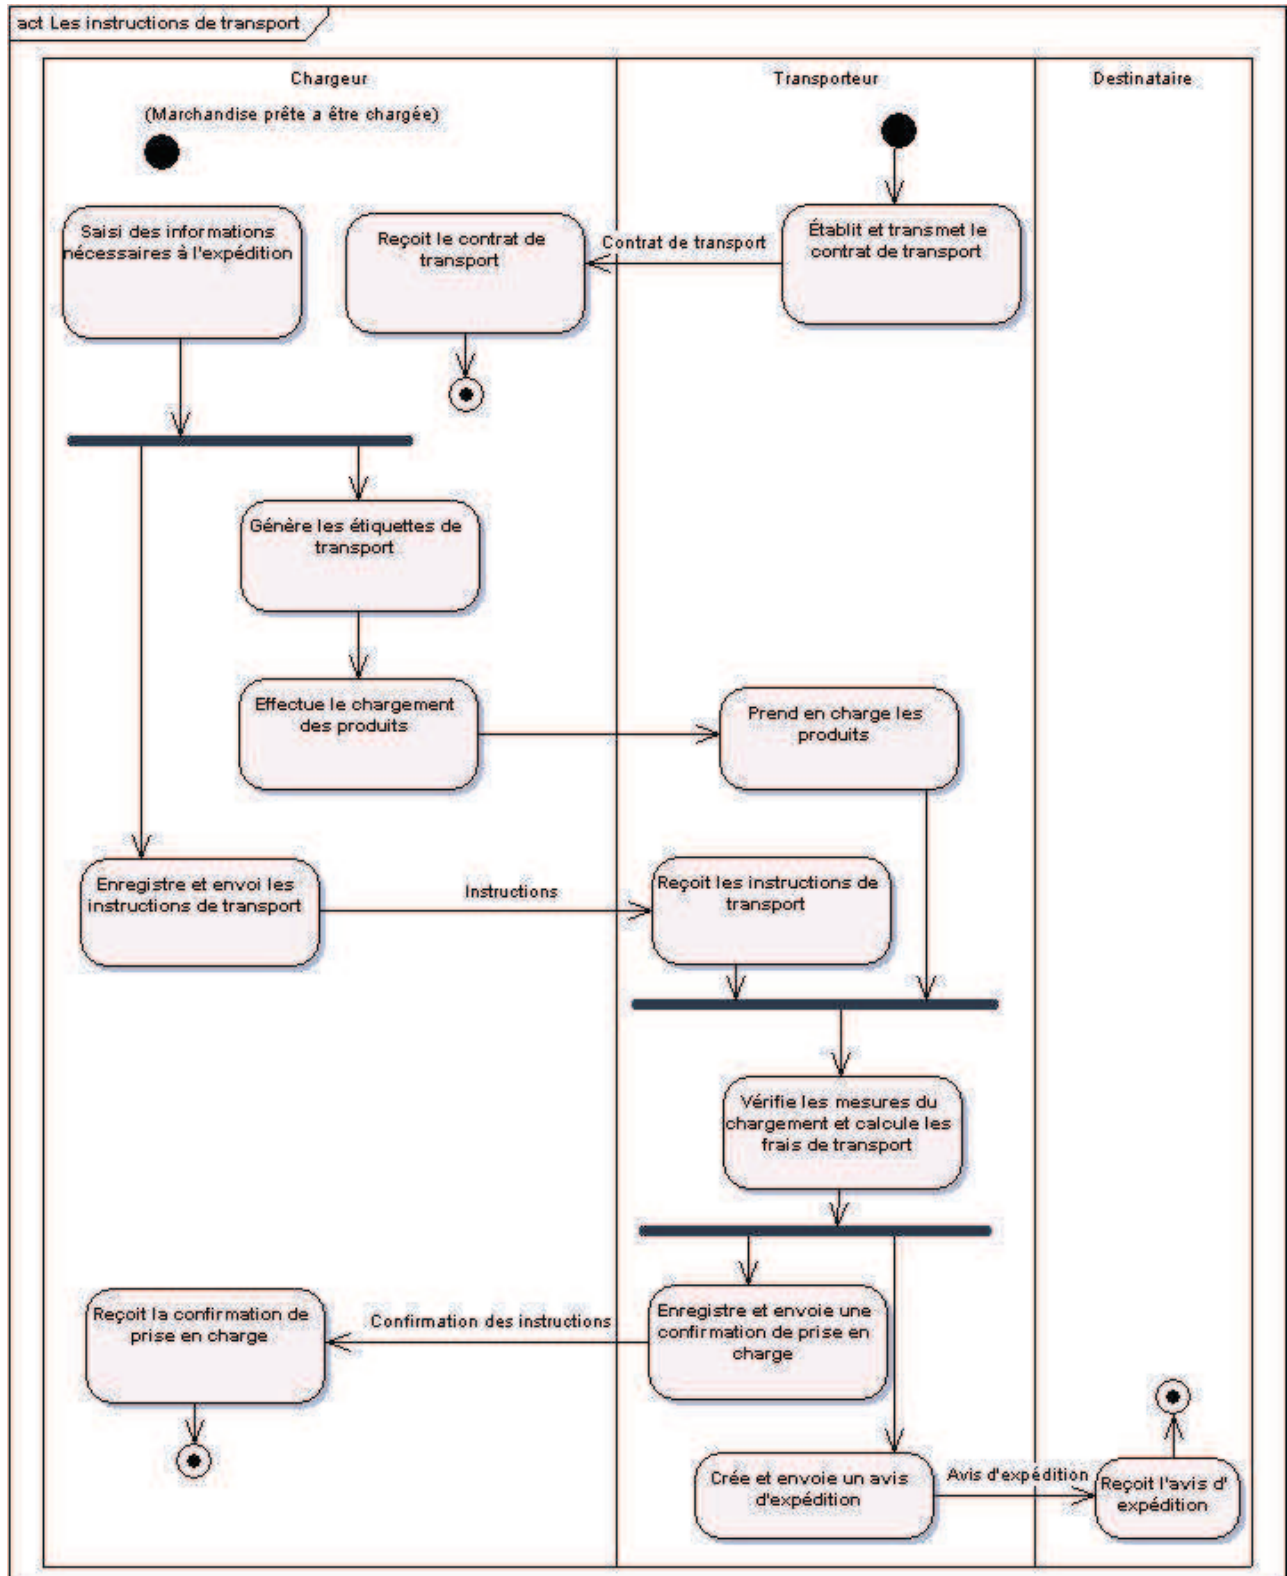 act Les instructions de transport
Chargeur
Transporteur
Destinataire
(Marchandise prête a être chargée)
Saisi des informations
nécessaires à l'expédition
Reçoit le contrat de
transport
Contrat de transport
Établit et transmet le
contrat de transport
Génère les étiquettes de
transport
Effectue le chargement
des produits
Prend en charge les
produits
Enregistre et envoi les
instructions de transport
Instructions
Reçoit les instructions de
transport
Vérifie les mesures du
chargement et calcule les
frais de transport
Reçoit la confirmation de
prise en charge
Confirmation des instructions
Enregistre et envoie une
confirmation de prise en
charge
Crée et envoie un avis
d'expédition
Avis d'expédition
Reçoit l'avis d'
expédition